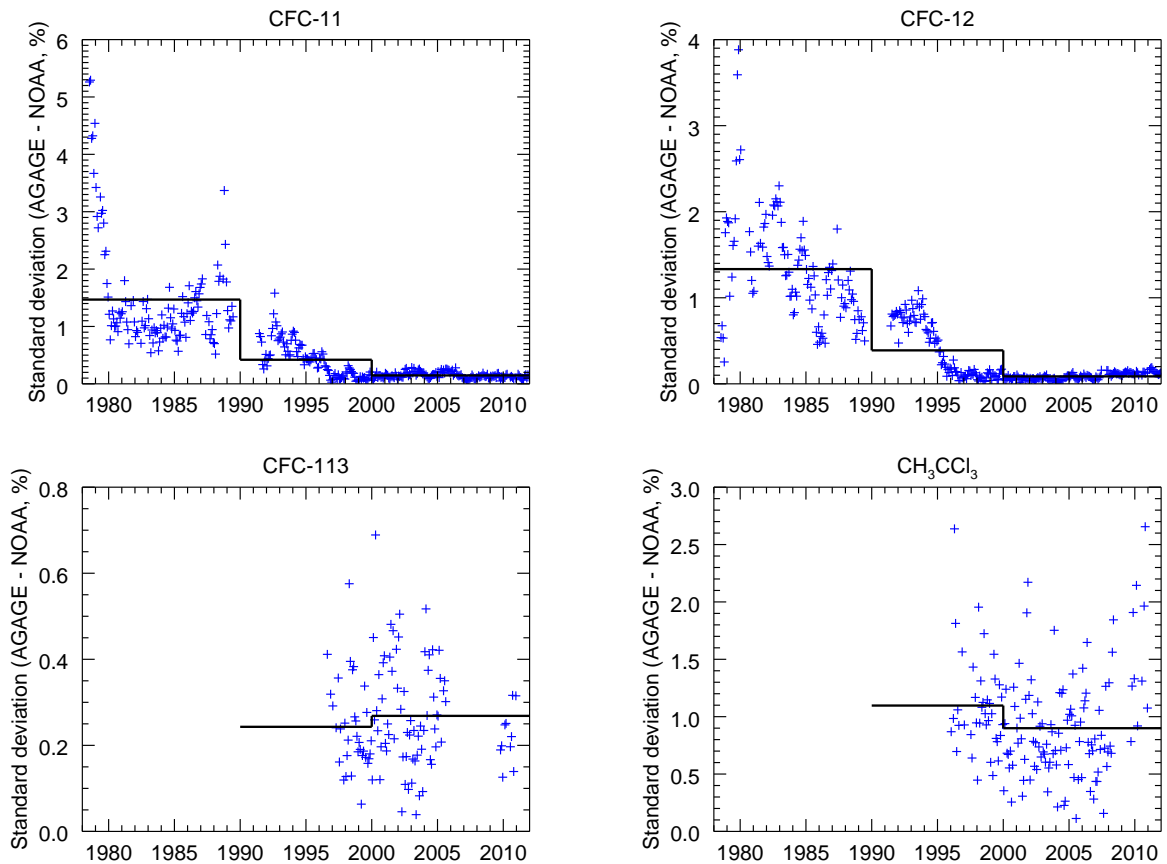 CFC-11
Standard deviation (AGAGE - NOAA, %)
6
5
4
3
2
1
0
1980 1985 1990 1995 2000 2005 2010
CFC-12
Standard deviation (AGAGE - NOAA, %)
4
3
2
1
0
1980 1985 1990 1995 2000 2005 2010
CFC-113
Standard deviation (AGAGE - NOAA, %)
0.8
0.6
0.4
0.2
0.0
1980 1985 1990 1995 2000 2005 2010
CH₃CCl₃
Standard deviation (AGAGE - NOAA, %)
3.0
2.5
2.0
1.5
1.0
0.5
0.0
1980 1985 1990 1995 2000 2005 2010